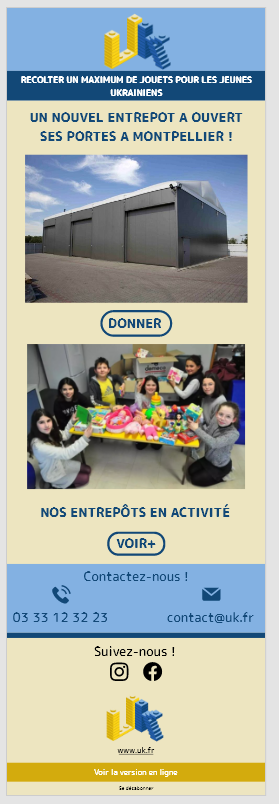 UK
RECOLTER UN MAXIMUM DE JOUETS POUR LES JEUNES
UKRAINIENS
UN NOUVEL ENTREPOT A OUVERT
SES PORTES A MONTPELLIER !
DONNER
NOS ENTREPÔTS EN ACTIVITÉ
VOIR+
Contactez-nous !
03 33 12 32 23
contact@uk.fr
Suivez-nous !
UK
www.uk.fr
Voir la version en ligne
Se désabonner